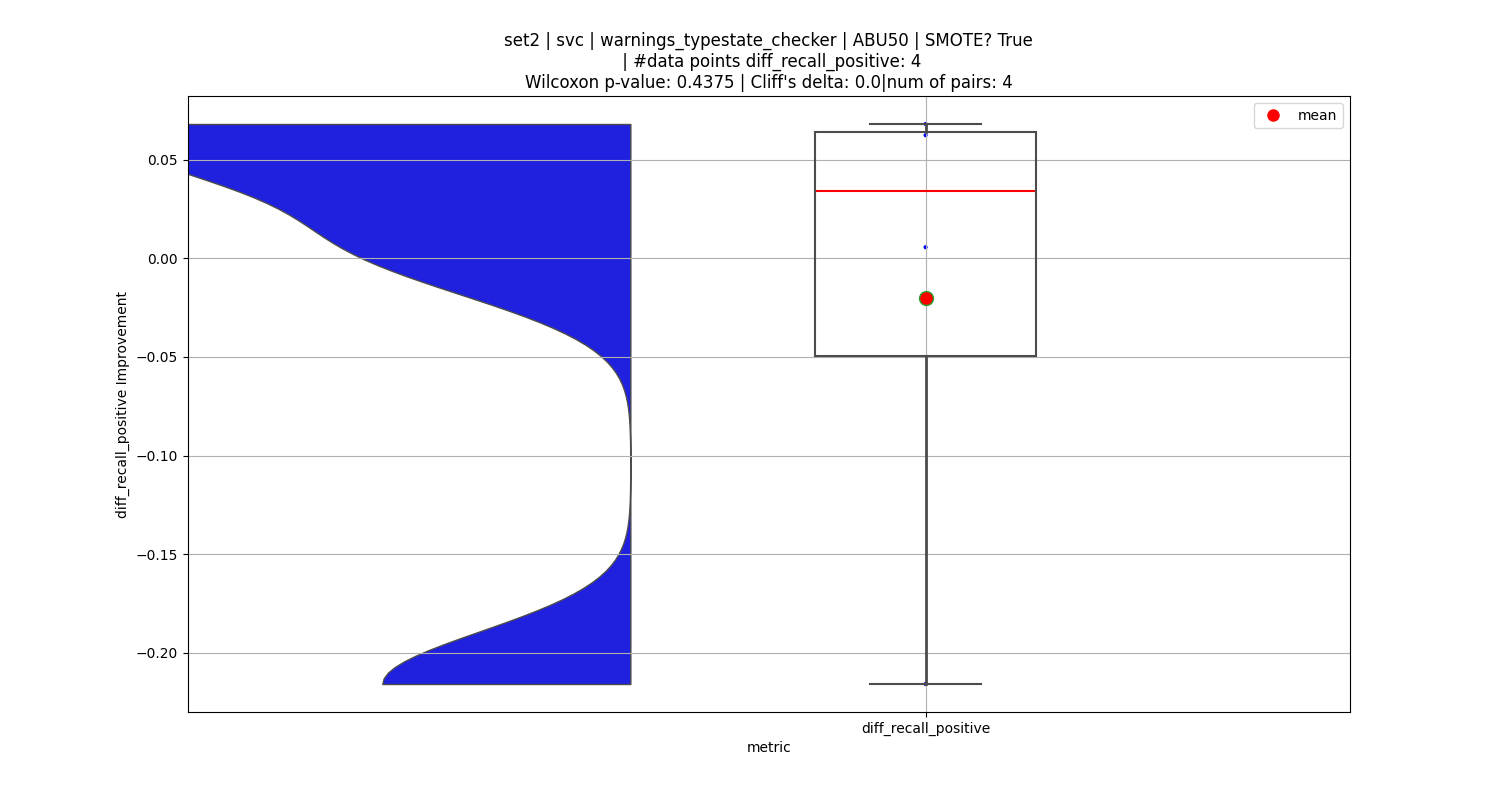 set2 | svc | warnings_typestate_checker | ABU50 | SMOTE? True
| #data points diff_recall_positive: 4
Wilcoxon p-value: 0.4375 | Cliff's delta: 0.0|num of pairs: 4
mean
0.05
0.00
−0.05
−0.10
−0.15
−0.20
diff_recall_positive Improvement
diff_recall_positive
metric